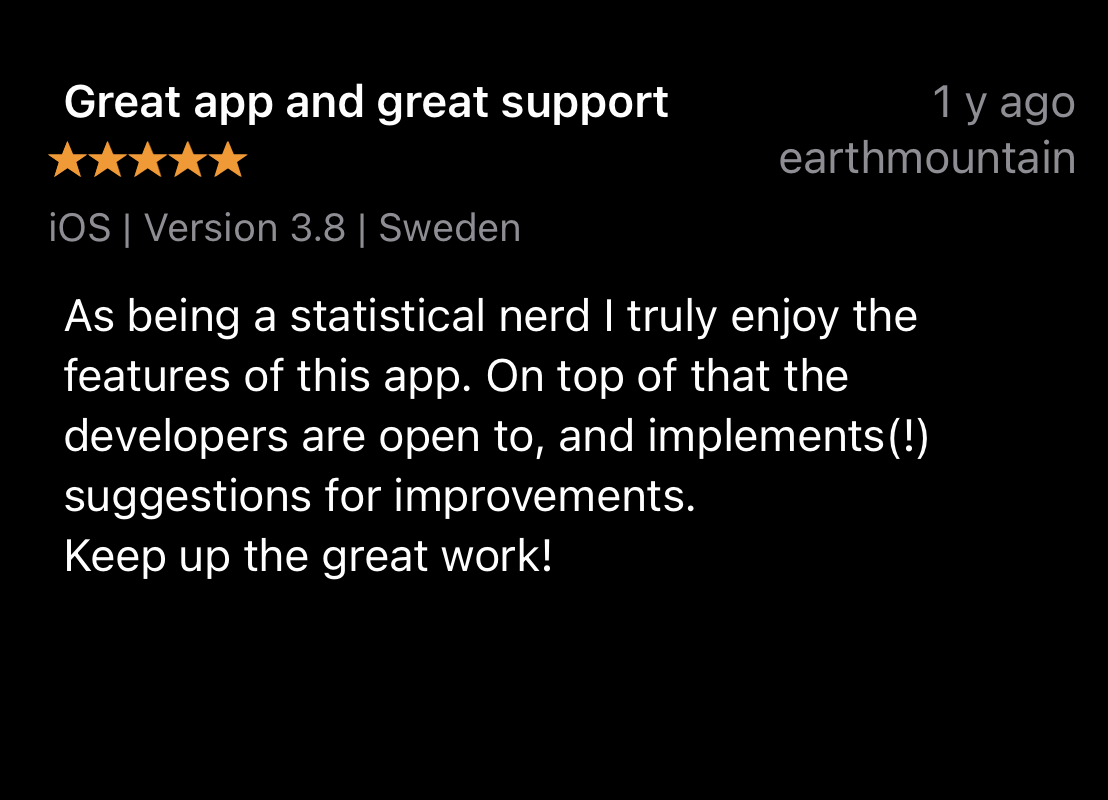 Great app and great support
1 y ago
★★★★★
earthmountain
iOS | Version 3.8 | Sweden
As being a statistical nerd I truly enjoy the
features of this app. On top of that the
developers are open to, and implements(!)
suggestions for improvements.
Keep up the great work!